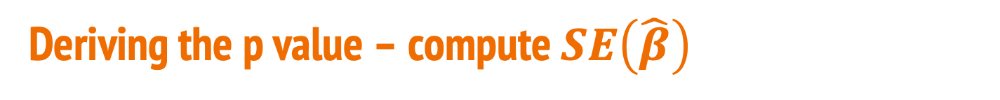 Deriving the p value – compute 𝑺𝑬(𝜷̂)